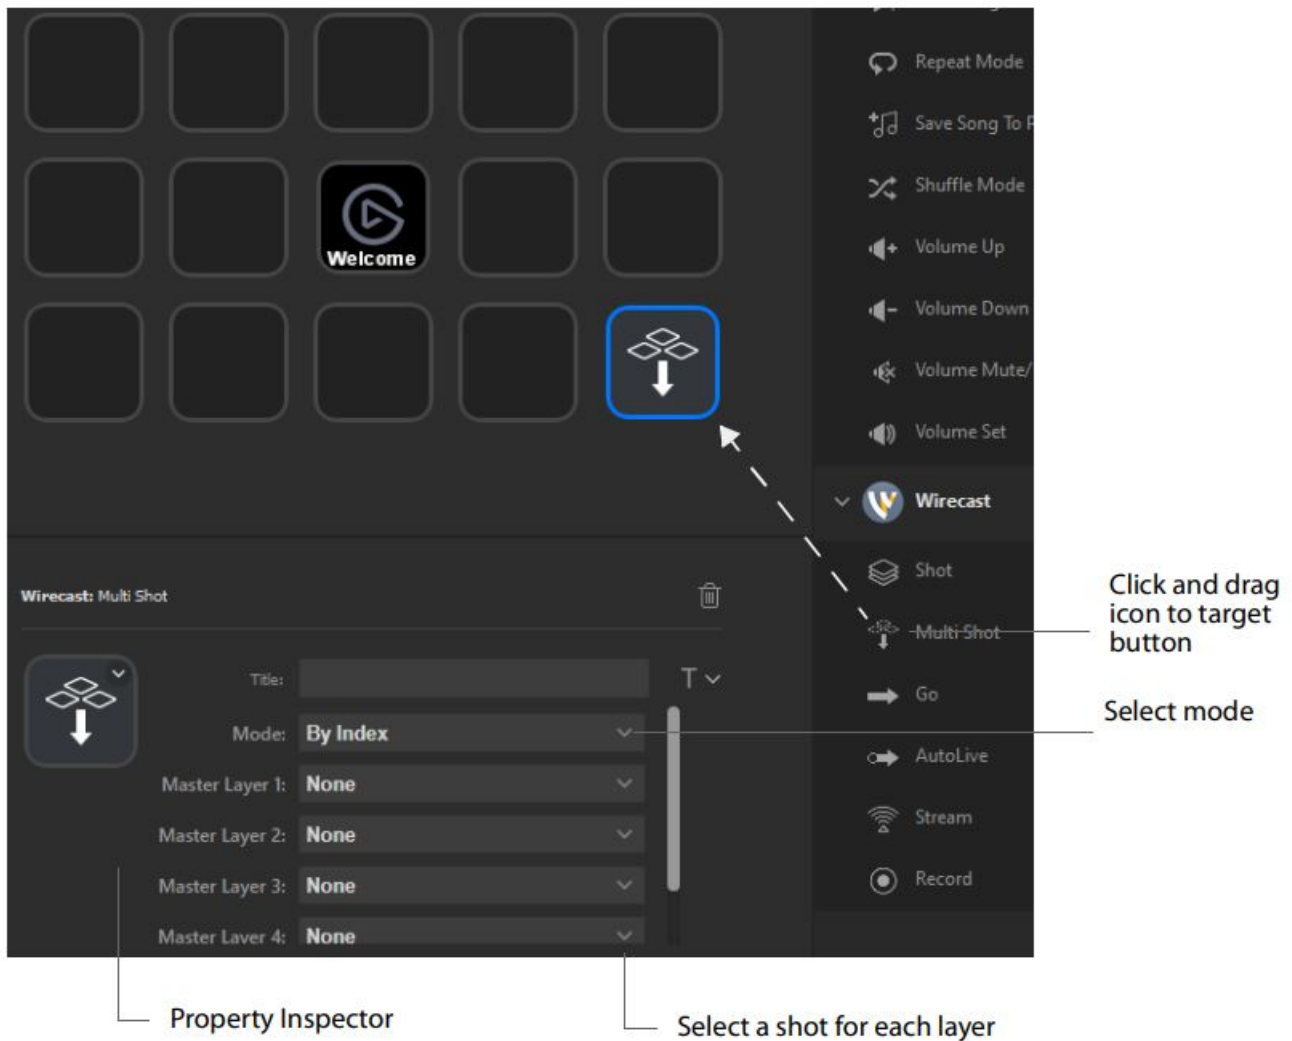 Repeat Mode
Save Song To
Shuffle Mode
Volume Up
Welcome
Volume Down
Volume Mute/
Volume Set
Wirecast
Shot
Click and drag
icon to target
button
Wirecast: Multi Shot
Multi Shot
Title:
T
Go
Select mode
Mode: By Index
AutoLive
Master Layer 1: None
Stream
Master Layer 2: None
Record
Master Layer 3: None
Master Layer 4: None
Property Inspector
Select a shot for each layer